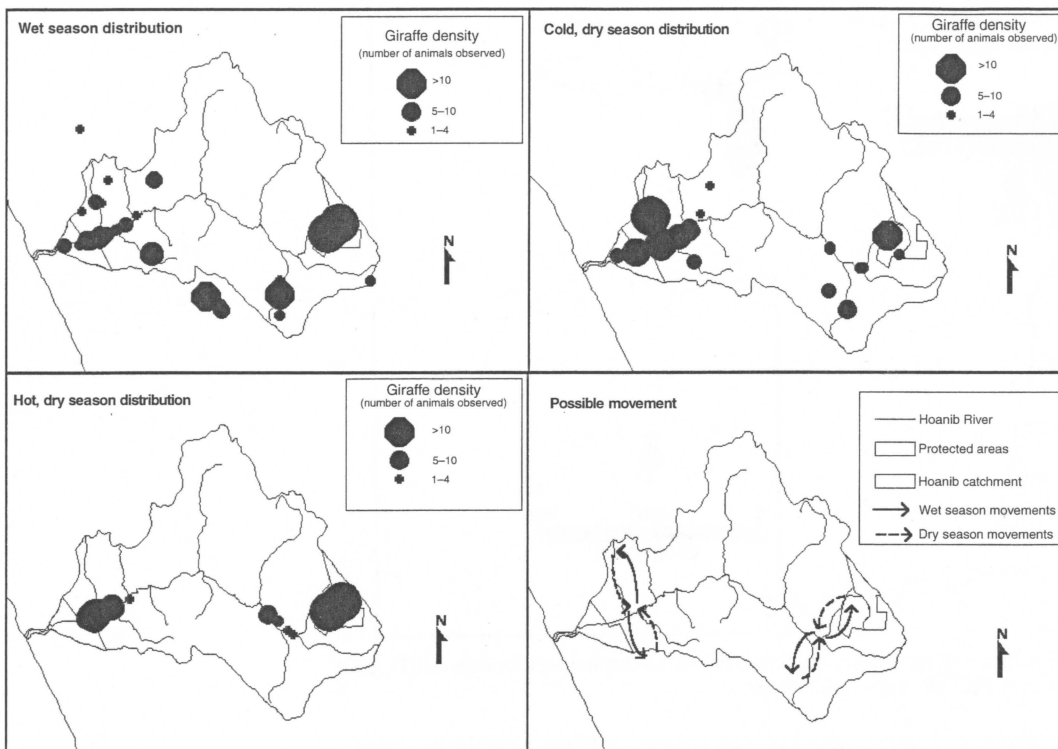 Wet season distribution
Giraffe density
(number of animals observed)
>10
5–10
1–4
N
Cold, dry season distribution
Giraffe density
(number of animals observed)
>10
5–10
1–4
N
Hot, dry season distribution
Giraffe density
(number of animals observed)
>10
5–10
1–4
N
Possible movement
Hoanib River
Protected areas
Hoanib catchment
Wet season movements
Dry season movements
N